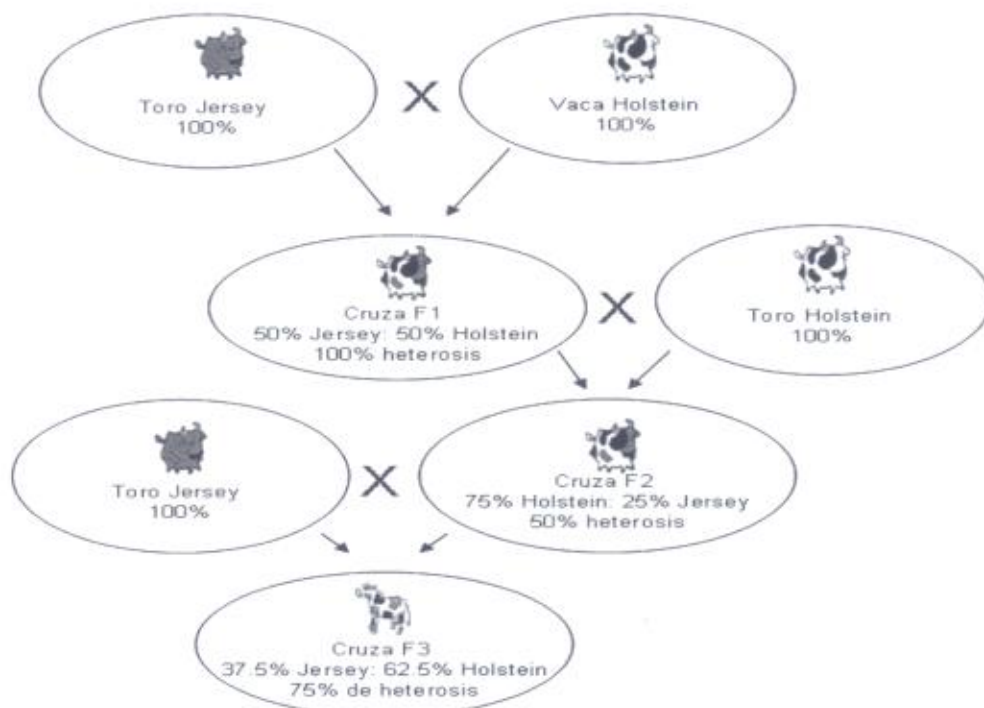 Toro Jersey
100%
X
Vaca Holstein
100%
Cruza F1
50% Jersey: 50% Holstein
100% heterosis
X
Toro Holstein
100%
Toro Jersey
100%
X
Cruza F2
75% Holstein: 25% Jersey
50% heterosis
Cruza F3
37.5% Jersey: 62.5% Holstein
75% de heterosis